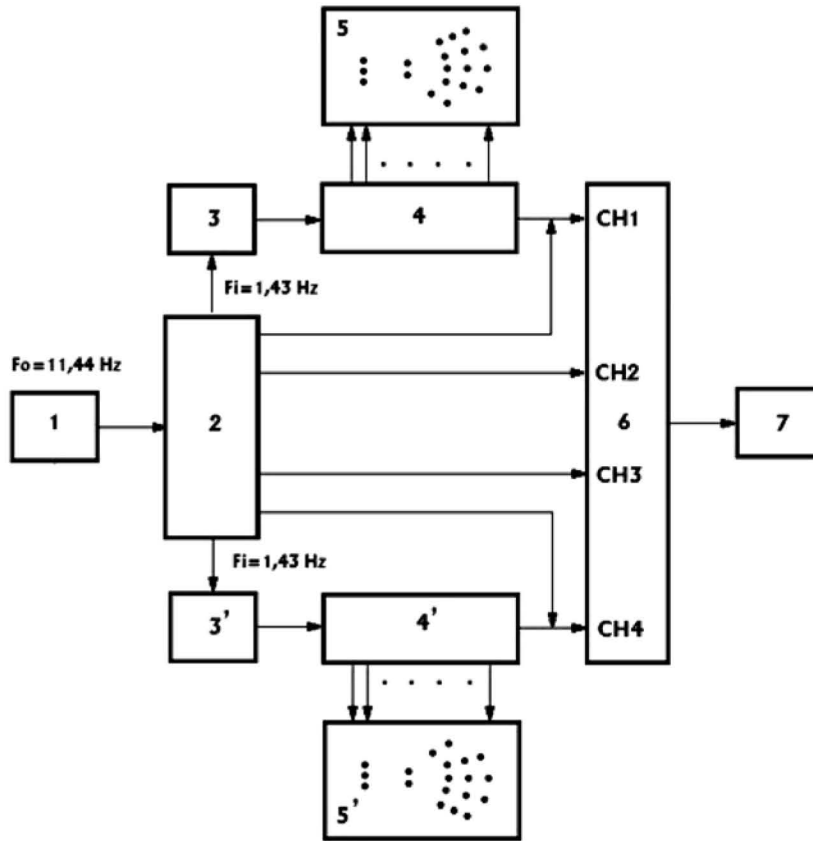 5
3
4
CH1
Fi=1,43 Hz
Fo=11,44 Hz
CH2
1
2
6
7
CH3
Fi=1,43 Hz
3'
4'
CH4
5'